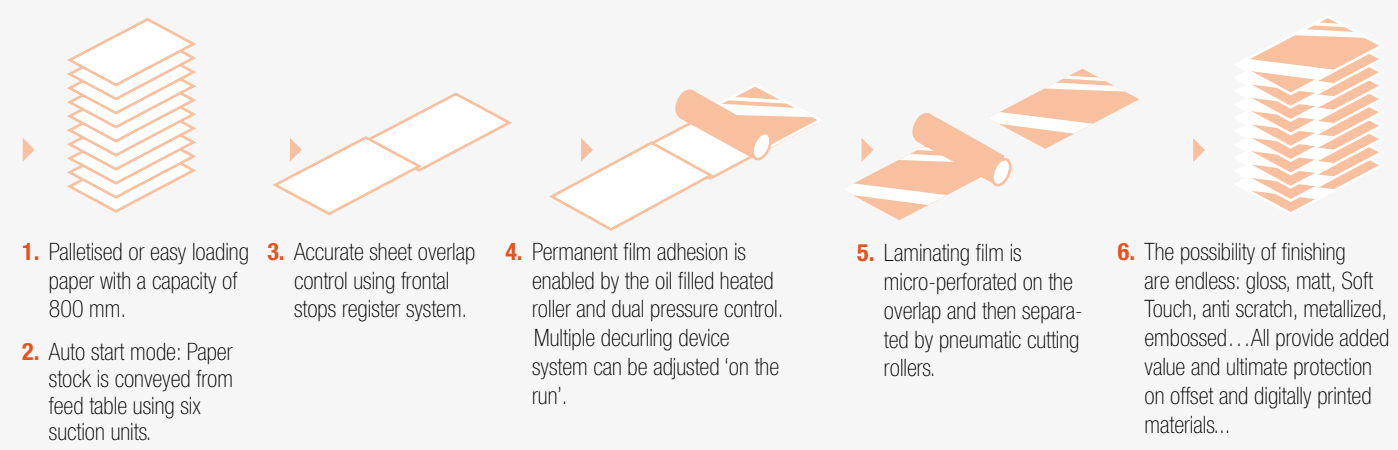 1. Palletised or easy loading
paper with a capacity of
800 mm.
2. Auto start mode: Paper
stock is conveyed from
feed table using six
suction units.
3. Accurate sheet overlap
control using frontal
stops register system.
4. Permanent film adhesion is
enabled by the oil filled heated
roller and dual pressure control.
Multiple decurling device
system can be adjusted ‘on the
run’.
5. Laminating film is
micro-perforated on the
overlap and then separa-
ted by pneumatic cutting
rollers.
6. The possibility of finishing
are endless: gloss, matt, Soft
Touch, anti scratch, metallized,
embossed…All provide added
value and ultimate protection
on offset and digitally printed
materials…